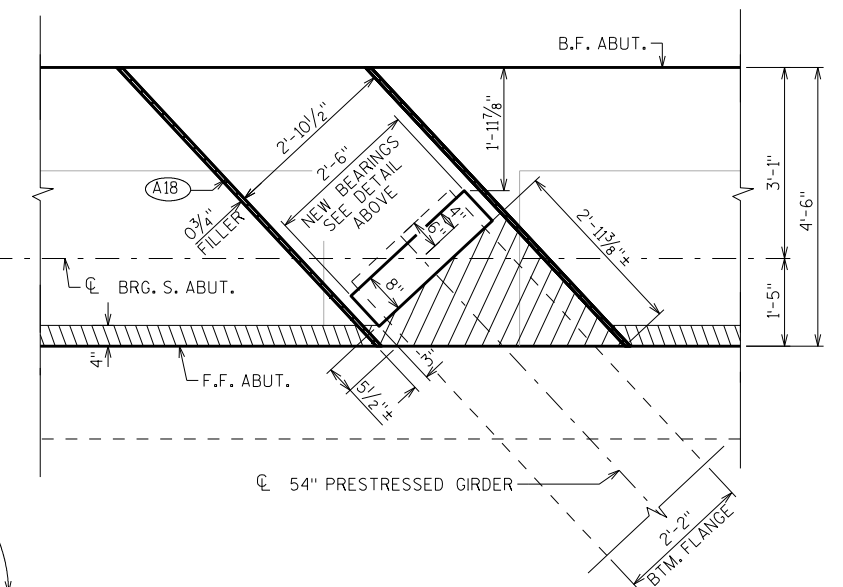 B.F. ABUT.
1'-11⅞"
2'-10½"
2'-6"
NEW BEARINGS
SEE DETAIL
ABOVE
A18
0¾"
FILLER
3'-1"
4'-6"
2'-11⅜"±
6"
4"
8"
℄ BRG. S. ABUT.
1'-5"
4"
F.F. ABUT.
3"
5½"±
℄ 54" PRESTRESSED GIRDER
2'-2"
BTM. FLANGE